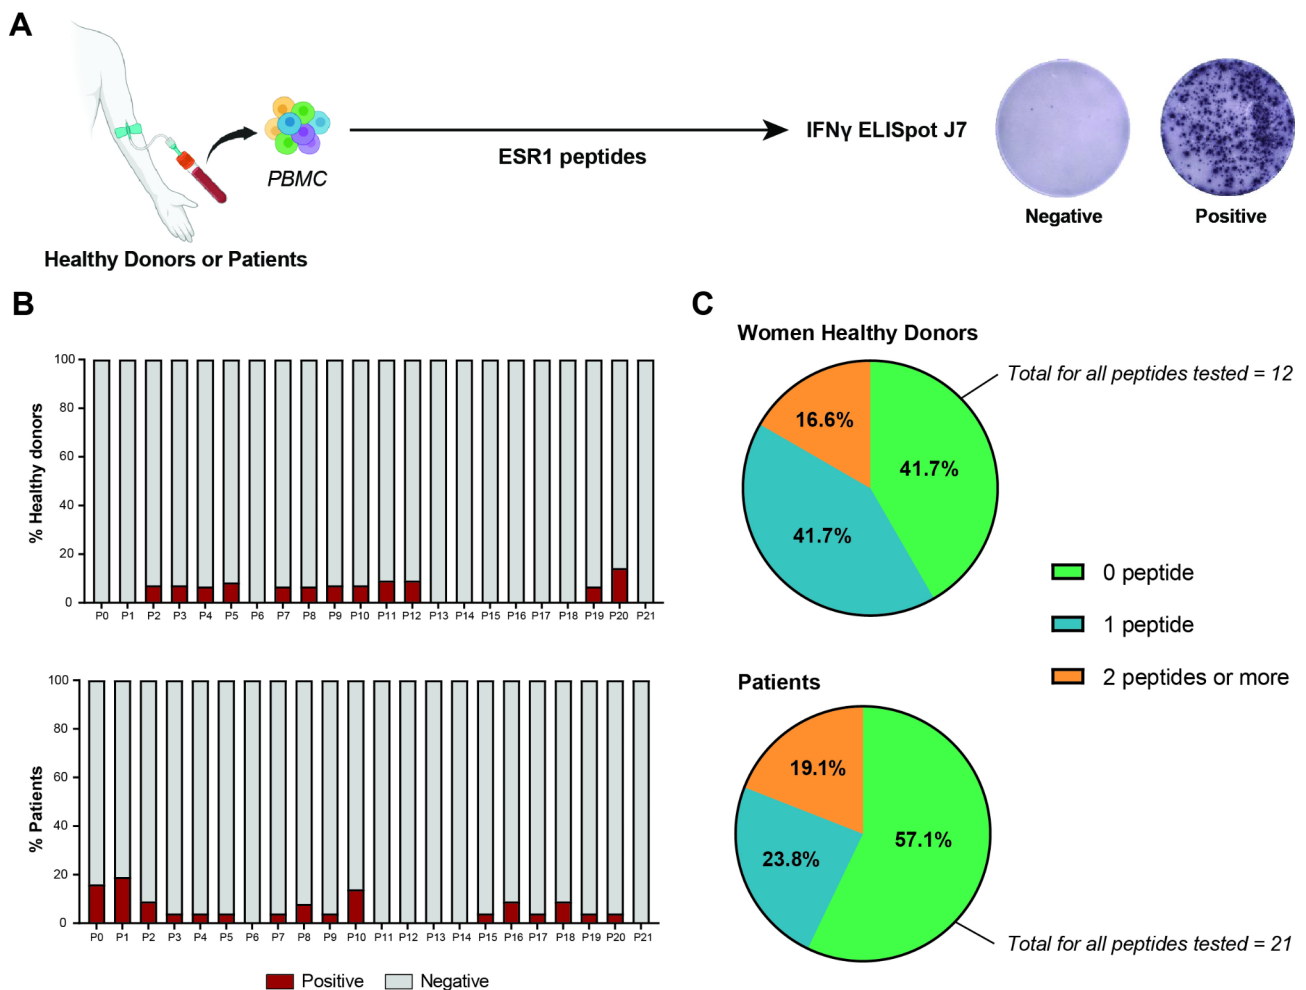 A
PBMC
ESR1 peptides
IFNγ ELISpot J7
Negative
Positive
Healthy Donors or Patients
B
% Healthy donors
100
80
60
40
20
0
P0 P1 P2 P3 P4 P5 P6 P7 P8 P9 P10 P11 P12 P13 P14 P15 P16 P17 P18 P19 P20 P21
% Patients
100
80
60
40
20
0
P0 P1 P2 P3 P4 P5 P6 P7 P8 P9 P10 P11 P12 P13 P14 P15 P16 P17 P18 P19 P20 P21
Positive Negative
C
Women Healthy Donors
Total for all peptides tested = 12
16.6%
41.7%
41.7%
0 peptide
1 peptide
2 peptides or more
Patients
19.1%
57.1%
23.8%
Total for all peptides tested = 21